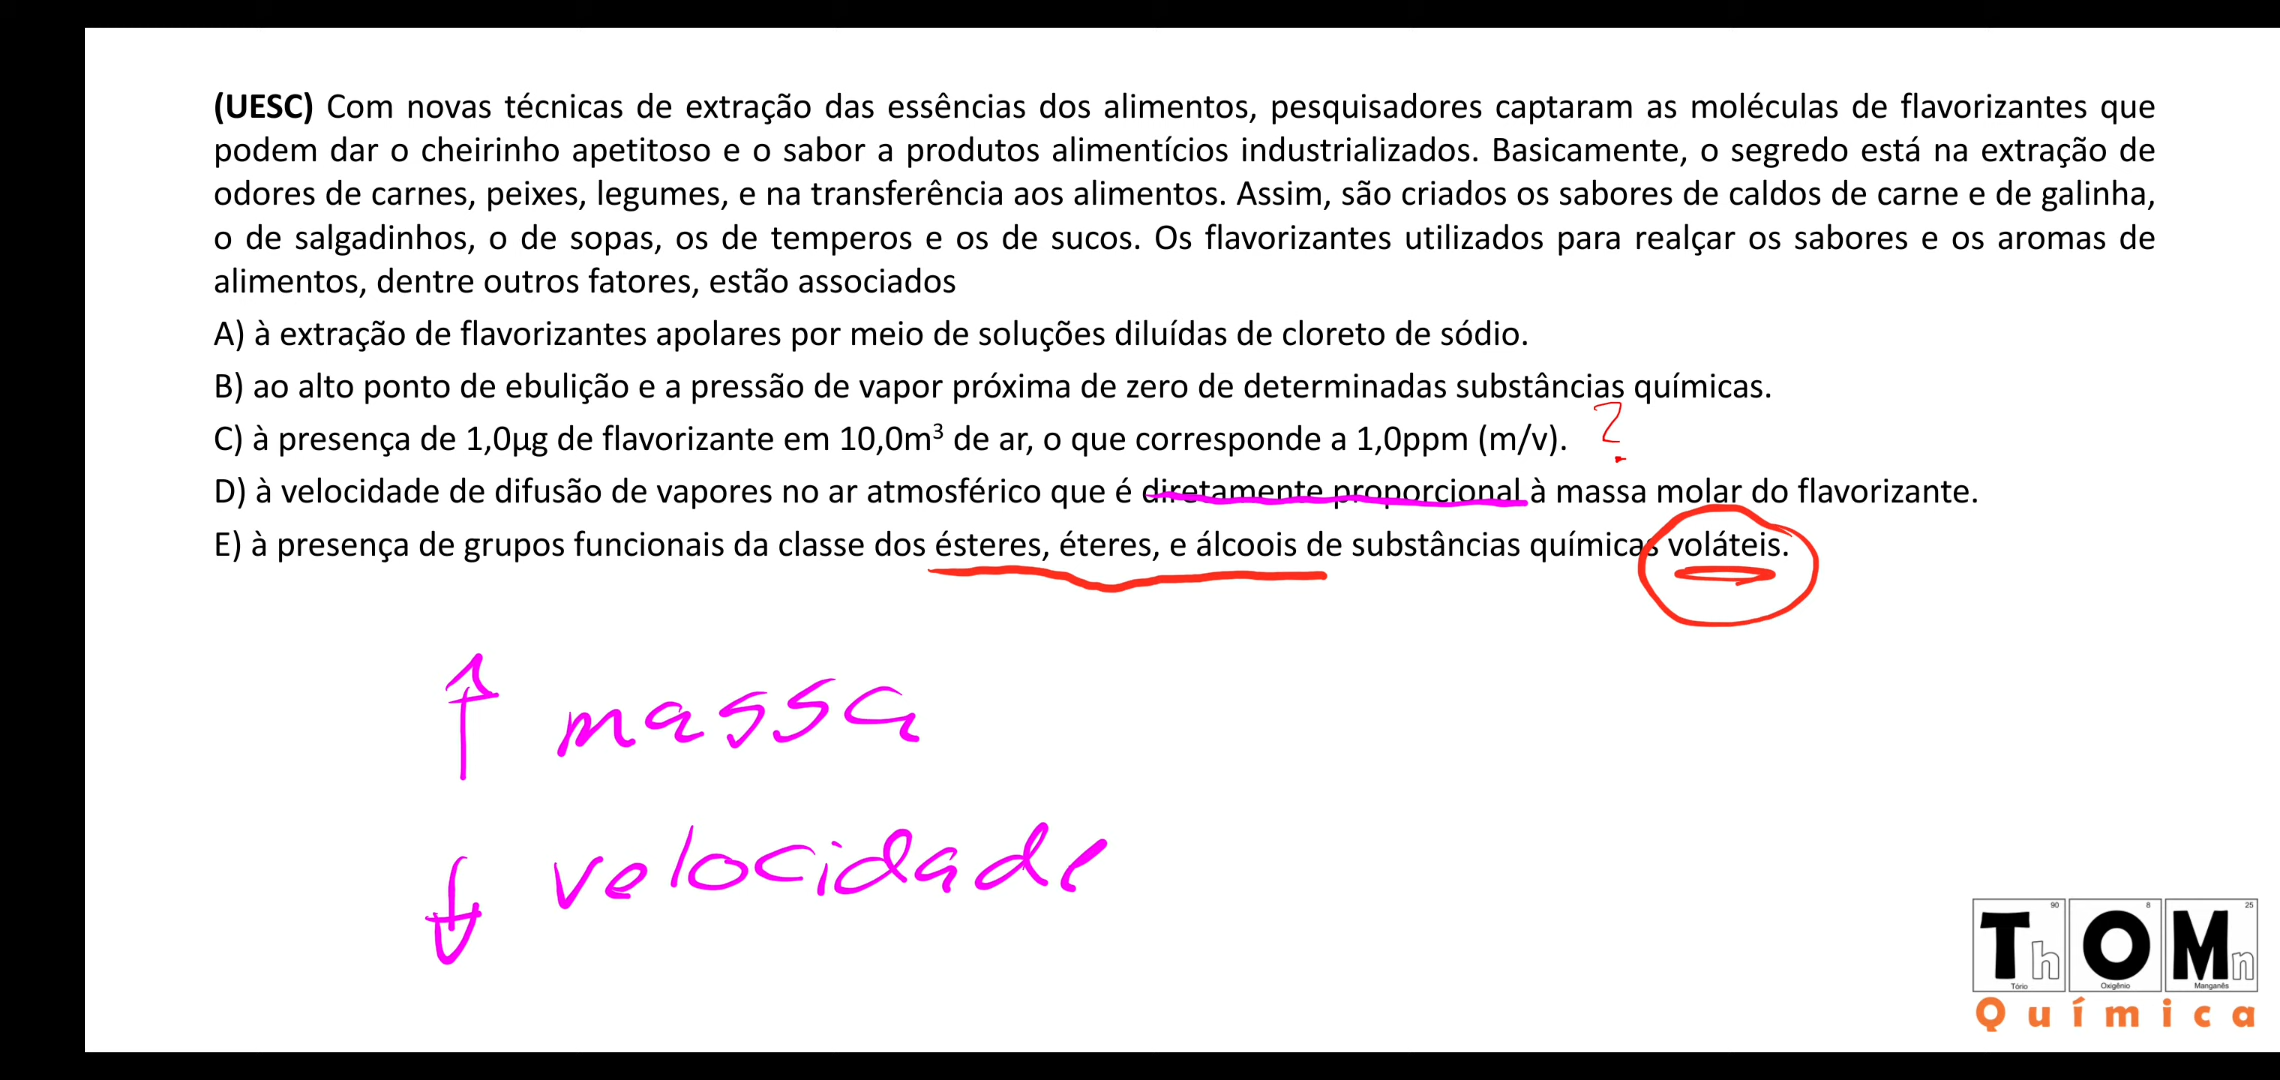 (UESC) Com novas técnicas de extração das essências dos alimentos, pesquisadores captaram as moléculas de flavorizantes que
podem dar o cheirinho apetitoso e o sabor a produtos alimentícios industrializados. Basicamente, o segredo está na extração de
odores de carnes, peixes, legumes, e na transferência aos alimentos. Assim, são criados os sabores de caldos de carne e de galinha,
o de salgadinhos, o de sopas, os de temperos e os de sucos. Os flavorizantes utilizados para realçar os sabores e os aromas de
alimentos, dentre outros fatores, estão associados
A) à extração de flavorizantes apolares por meio de soluções diluídas de cloreto de sódio.
B) ao alto ponto de ebulição e a pressão de vapor próxima de zero de determinadas substâncias químicas.
C) à presença de 1,0μg de flavorizante em 10,0m³ de ar, o que corresponde a 1,0ppm (m/v). ?
D) à velocidade de difusão de vapores no ar atmosférico que é diretamente proporcional à massa molar do flavorizante.
E) à presença de grupos funcionais da classe dos ésteres, éteres, e álcoois de substâncias químicas voláteis.
↑ massa
↓ velocidade
90 8 25
Th O Mn
Tório Oxigênio Manganês
Química